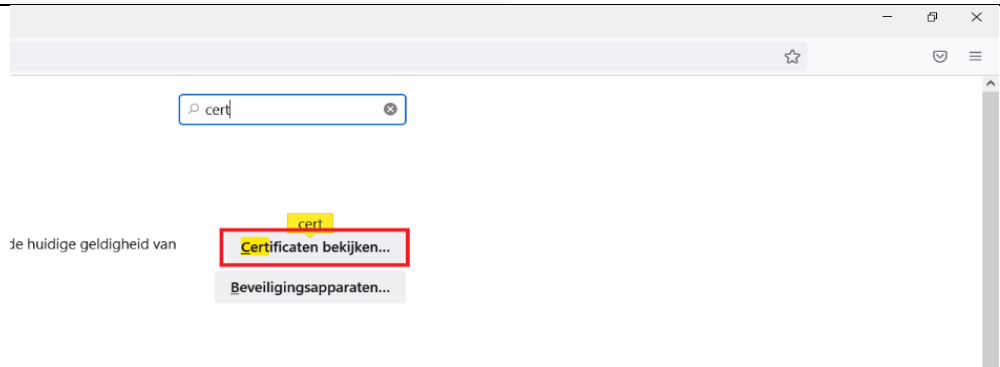 cert
cert
de huidige geldigheid van
Certificaten bekijken...
Beveiligingsapparaten...